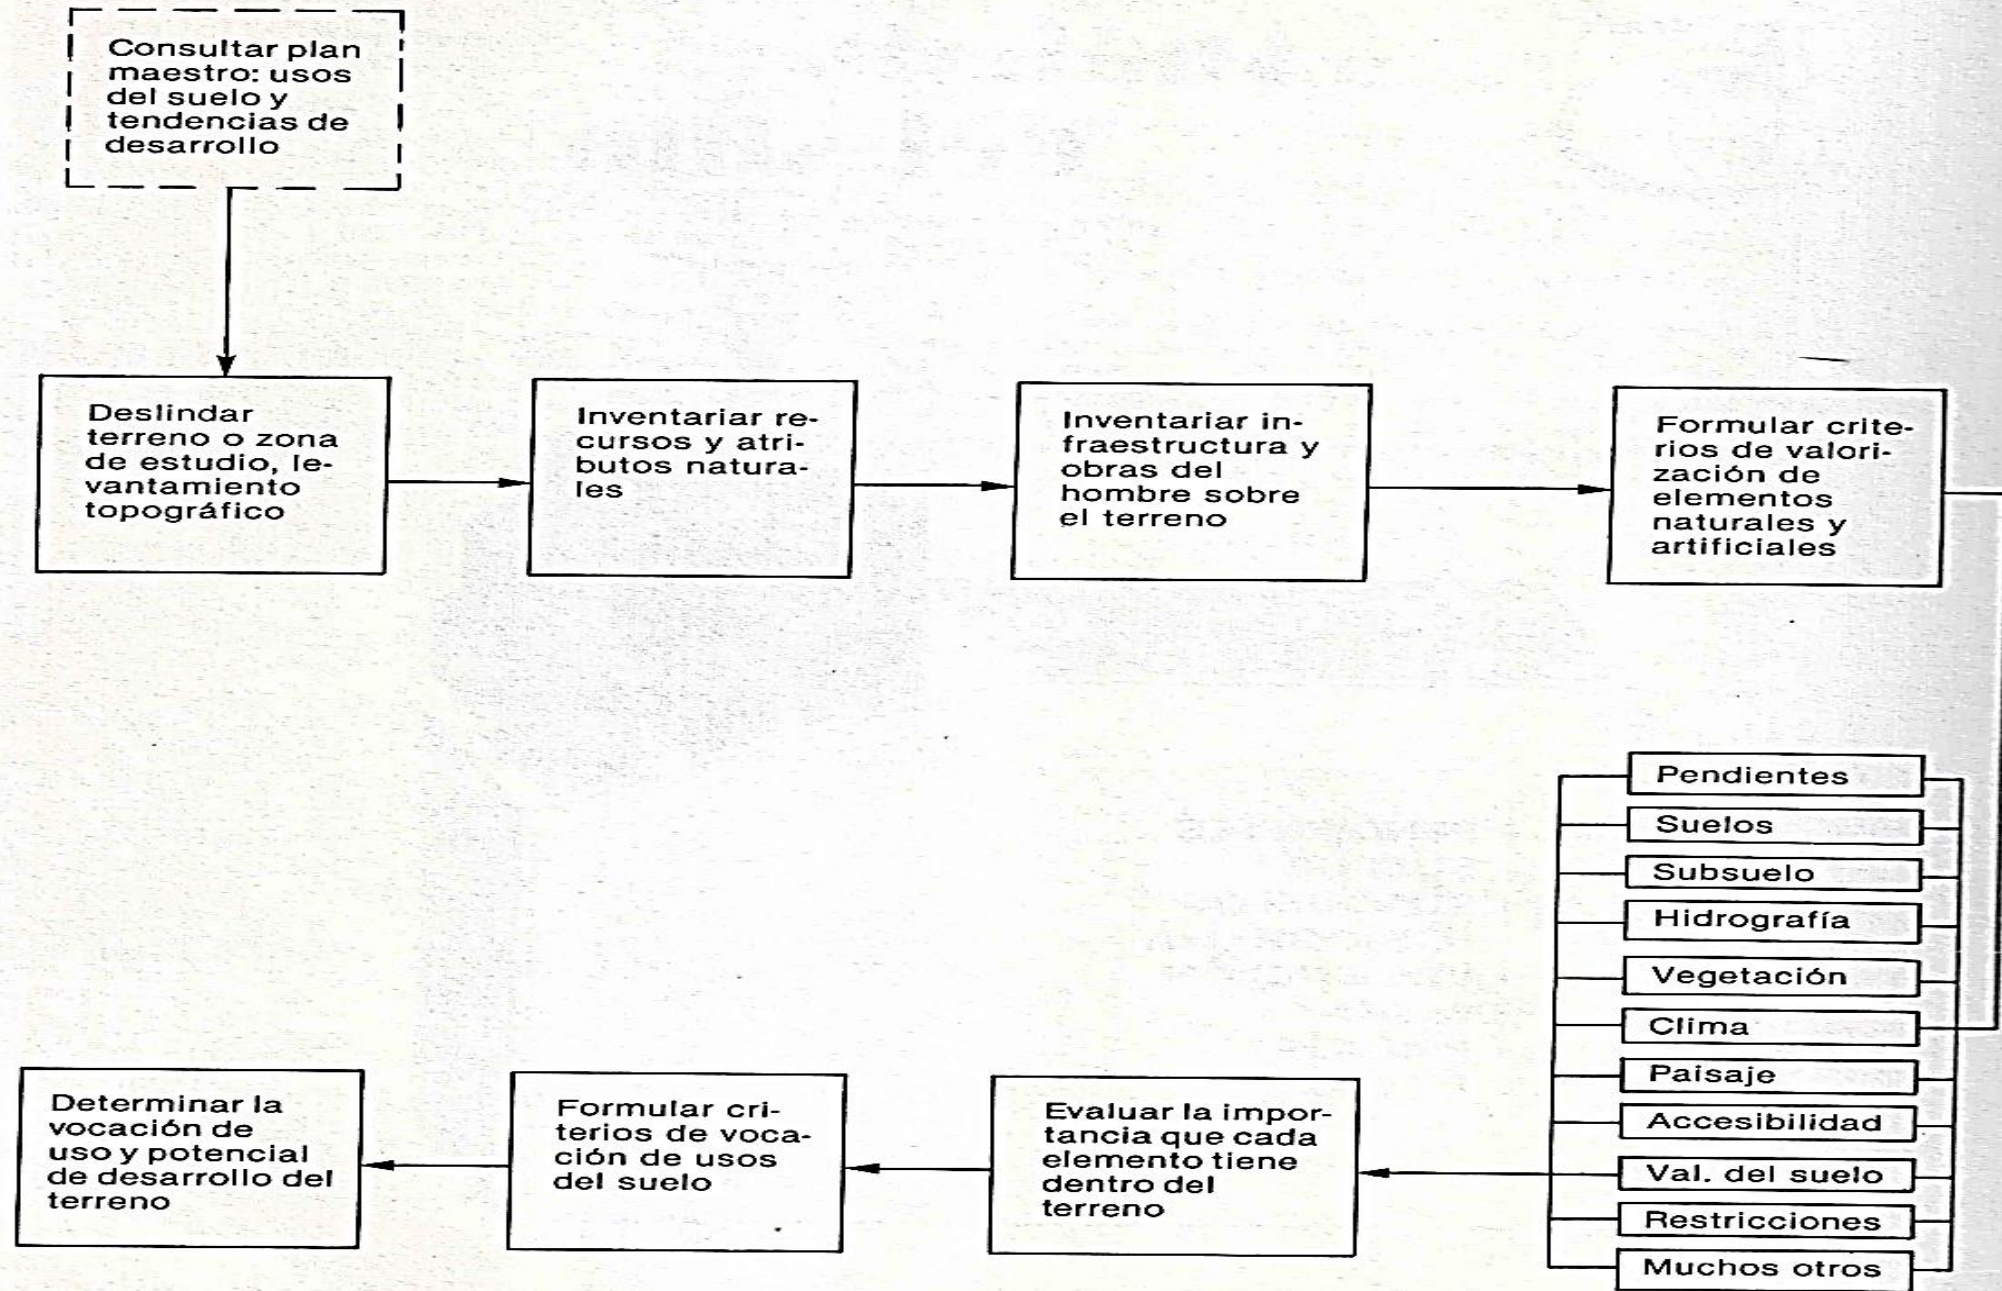 Consultar plan
maestro: usos
del suelo y
tendencias de
desarrollo
Deslindar
terreno o zona
de estudio, le-
vantamiento
topográfico
Inventariar re-
cursos y atri-
butos natura-
les
Inventariar in-
fraestructura y
obras del
hombre sobre
el terreno
Formular crite-
rios de valori-
zación de
elementos
naturales y
artificiales
Pendientes
Suelos
Subsuelo
Hidrografía
Vegetación
Clima
Paisaje
Accesibilidad
Val. del suelo
Restricciones
Muchos otros
Evaluar la impor-
tancia que cada
elemento tiene
dentro del
terreno
Formular cri-
terios de voca-
ción de usos
del suelo
Determinar la
vocación de
uso y potencial
de desarrollo del
terreno